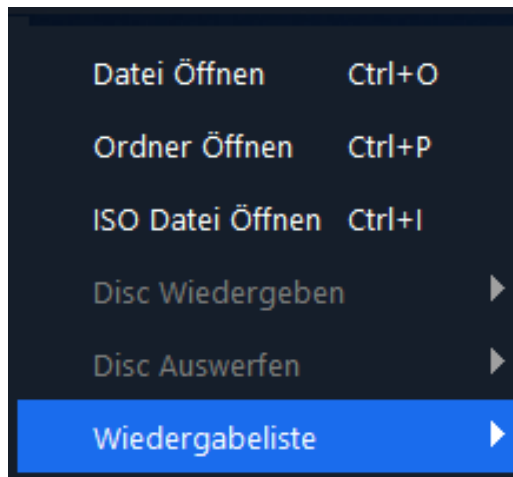 Datei Öffnen Ctrl+O
Ordner Öffnen Ctrl+P
ISO Datei Öffnen Ctrl+I
Disc Wiedergeben
Disc Auswerfen
Wiedergabeliste